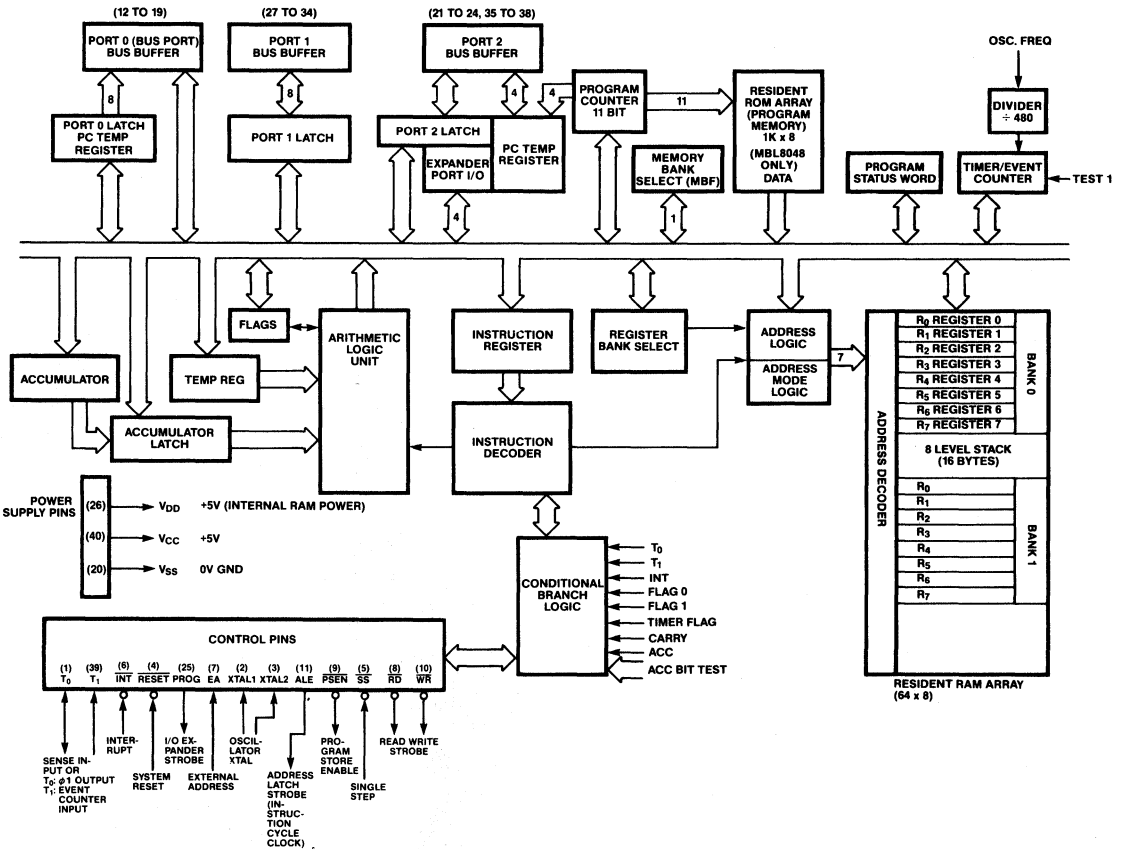 (12 TO 19)
PORT 0 (BUS PORT)
BUS BUFFER
8
PORT 0 LATCH
PC TEMP
REGISTER
(27 TO 34)
PORT 1
BUS BUFFER
8
PORT 1 LATCH
(21 TO 24, 35 TO 38)
PORT 2
BUS BUFFER
4
4
PORT 2 LATCH
EXPANDER
PORT I/O
PC TEMP
REGISTER
4
PROGRAM
COUNTER
11 BIT
11
MEMORY
BANK
SELECT (MBF)
1
RESIDENT
ROM ARRAY
(PROGRAM
MEMORY)
1K x 8
(MBL8048
ONLY)
DATA
PROGRAM
STATUS WORD
OSC. FREQ
DIVIDER
÷ 480
TIMER/EVENT
COUNTER
TEST 1
ACCUMULATOR
ACCUMULATOR
LATCH
TEMP REG
FLAGS
ARITHMETIC
LOGIC
UNIT
INSTRUCTION
REGISTER
INSTRUCTION
DECODER
REGISTER
BANK SELECT
ADDRESS
LOGIC
ADDRESS
MODE
LOGIC
7
ADDRESS DECODER
R0 REGISTER 0
R1 REGISTER 1
R2 REGISTER 2
R3 REGISTER 3
R4 REGISTER 4
R5 REGISTER 5
R6 REGISTER 6
R7 REGISTER 7
BANK 0
8 LEVEL STACK
(16 BYTES)
R0
R1
R2
R3
R4
R5
R6
R7
BANK 1
RESIDENT RAM ARRAY
(64 x 8)
POWER
SUPPLY PINS
(26) VDD +5V (INTERNAL RAM POWER)
(40) VCC +5V
(20) VSS 0V GND
CONDITIONAL
BRANCH
LOGIC
T0
T1
INT
FLAG 0
FLAG 1
TIMER FLAG
CARRY
ACC
ACC BIT TEST
CONTROL PINS
(1) (39) (6) (4) (25) (7) (2) (3) (11) (9) (5) (8) (10)
T0 T1 INT RESET PROG EA XTAL1 XTAL2 ALE PSEN SS RD WR
SENSE IN-
PUT OR
T0: ϕ1 OUTPUT
T1: EVENT
COUNTER
INPUT
INTER-
RUPT
SYSTEM
RESET
I/O EX-
PANDER
STROBE
EXTERNAL
ADDRESS
OSCIL-
LATOR
XTAL
ADDRESS
LATCH
STROBE
(IN-
STRUC-
TION
CYCLE
CLOCK)
PRO-
GRAM
STORE
ENABLE
SINGLE
STEP
READ WRITE
STROBE